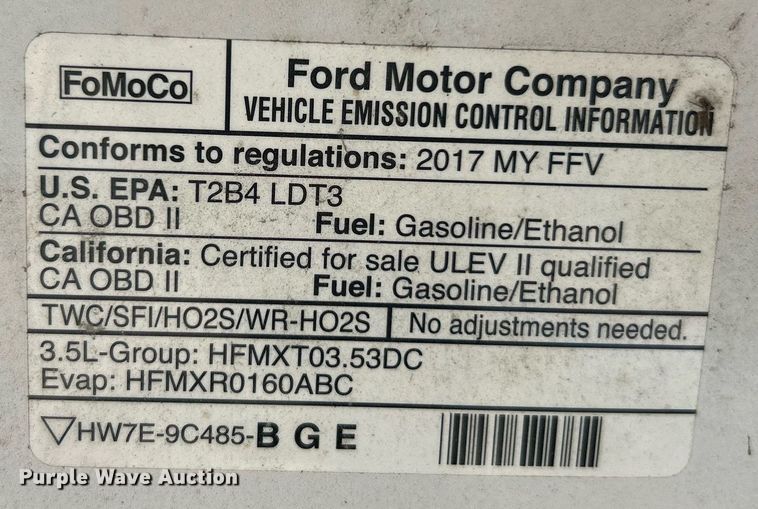 FoMoCo
Ford Motor Company
VEHICLE EMISSION CONTROL INFORMATION
Conforms to regulations: 2017 MY FFV
U.S. EPA: T2B4 LDT3
CA OBD II Fuel: Gasoline/Ethanol
California: Certified for sale ULEV II qualified
CA OBD II Fuel: Gasoline/Ethanol
TWC/SFI/HO2S/WR-HO2S No adjustments needed.
3.5L-Group: HFMXT03.53DC
Evap: HFMXR0160ABC
HW7E-9C485-B G E
Purple Wave Auction